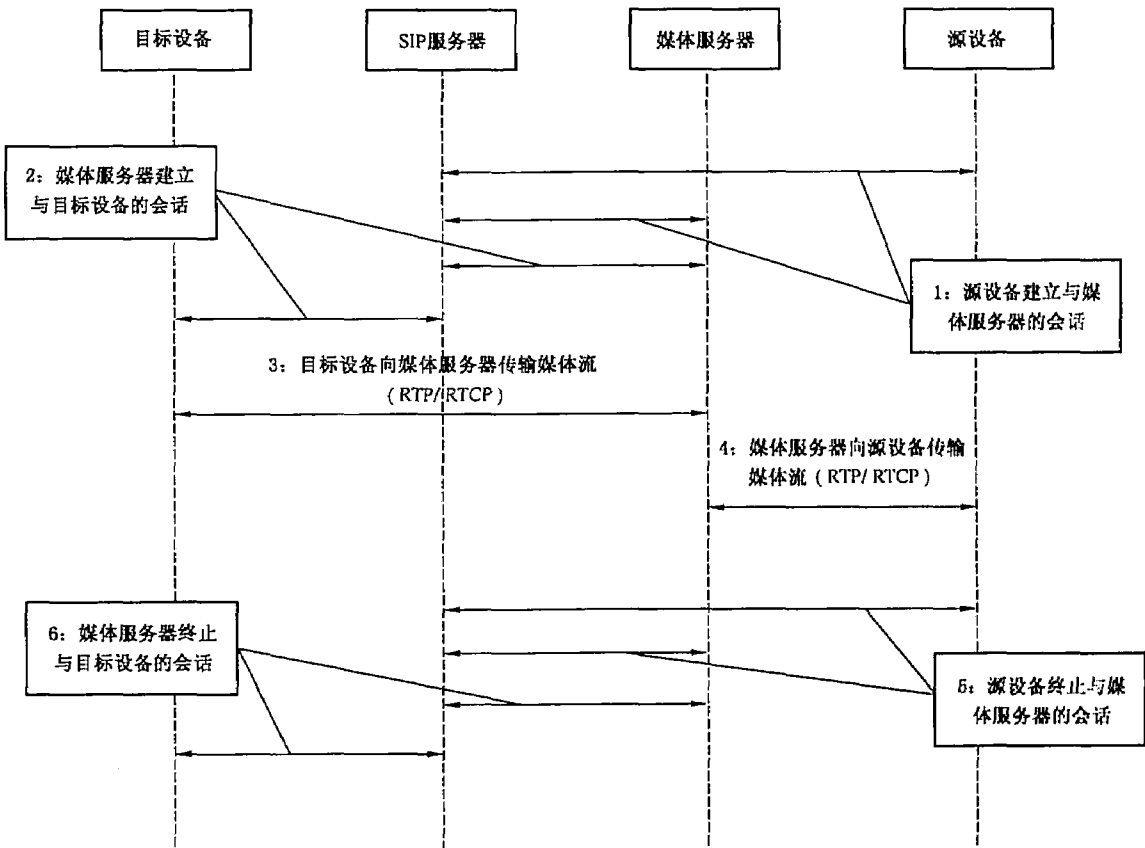 目标设备
SIP服务器
媒体服务器
源设备
2：媒体服务器建立
与目标设备的会话
1：源设备建立与媒
体服务器的会话
3：目标设备向媒体服务器传输媒体流
（RTP/RTCP）
4：媒体服务器向源设备传输
媒体流（RTP/RTCP）
6：媒体服务器终止
与目标设备的会话
5：源设备终止与媒
体服务器的会话